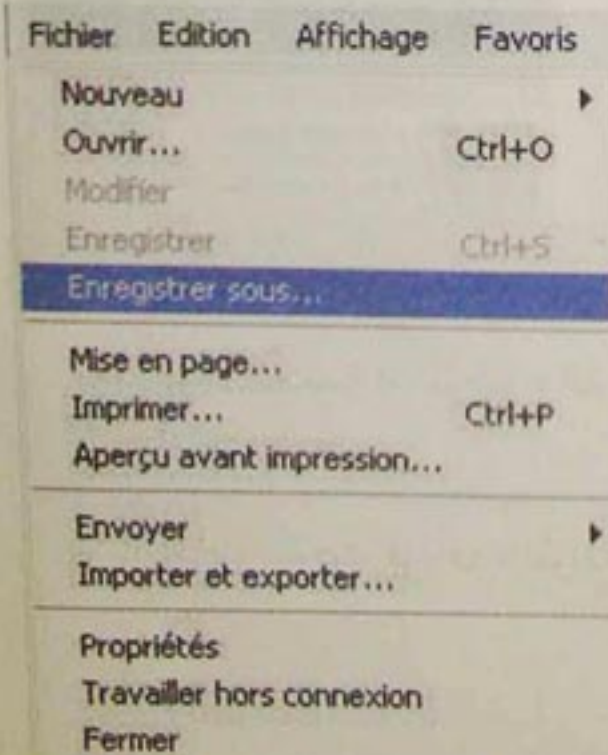 Fichier Edition Affichage Favoris
Nouveau
Ouvrir... Ctrl+O
Modifier
Enregistrer Ctrl+S
Enregistrer sous...
Mise en page...
Imprimer... Ctrl+P
Aperçu avant impression...
Envoyer
Importer et exporter...
Propriétés
Travailler hors connexion
Fermer